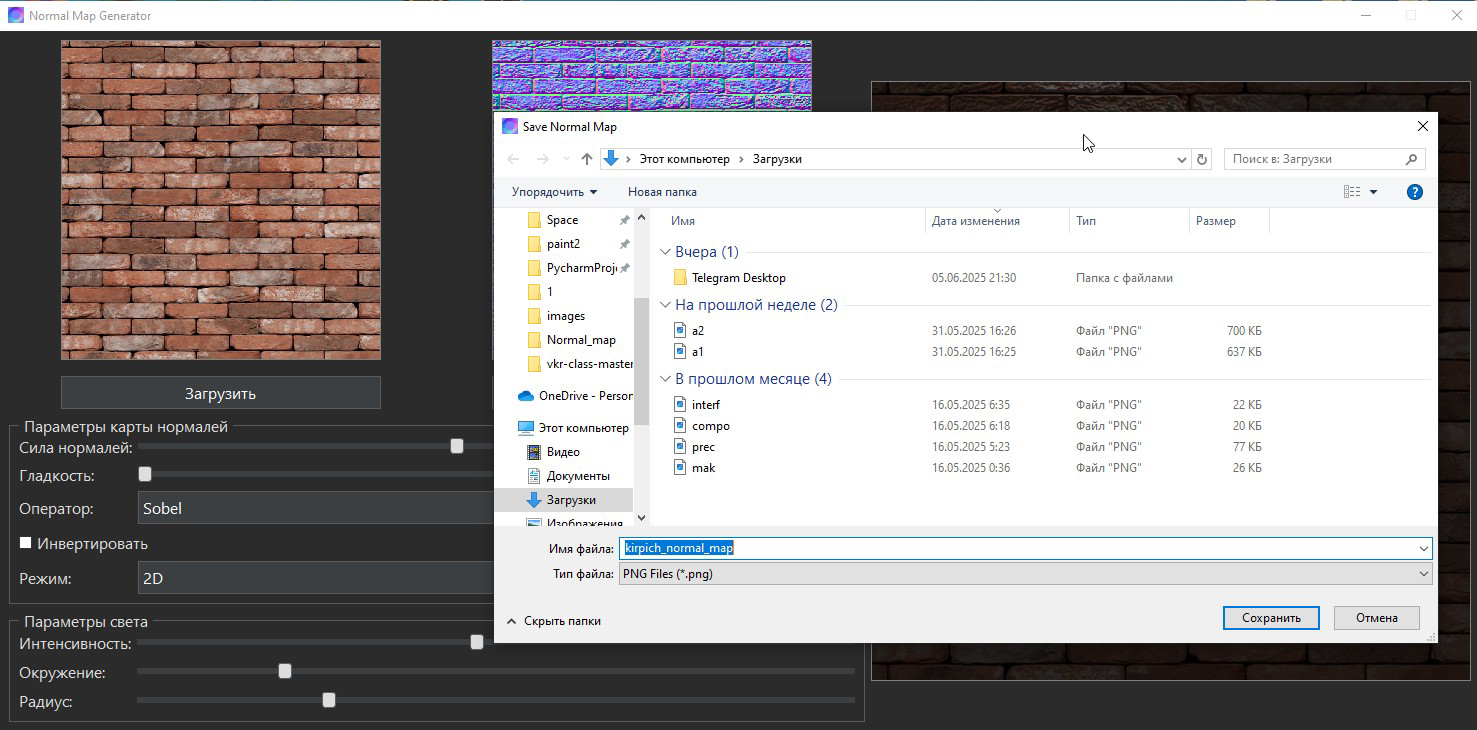 Normal Map Generator
Загрузить
Параметры карты нормалей
Сила нормалей:
Гладкость:
Оператор: Sobel
Инвертировать
Режим: 2D
Параметры света
Интенсивность:
Окружение:
Радиус:
Save Normal Map
Этот компьютер › Загрузки
Поиск в: Загрузки
Упорядочить Новая папка
?
Space
paint2
PycharmProj
1
images
Normal_map
vkr-class-master
OneDrive - Person
Этот компьютер
Видео
Документы
Загрузки
Изображения
Имя Дата изменения Тип Размер
Вчера (1)
Telegram Desktop 05.06.2025 21:30 Папка с файлами
На прошлой неделе (2)
a2 31.05.2025 16:26 Файл "PNG" 700 КБ
a1 31.05.2025 16:25 Файл "PNG" 637 КБ
В прошлом месяце (4)
interf 16.05.2025 6:35 Файл "PNG" 22 КБ
compo 16.05.2025 6:18 Файл "PNG" 20 КБ
prec 16.05.2025 5:23 Файл "PNG" 77 КБ
mak 16.05.2025 0:36 Файл "PNG" 26 КБ
Имя файла: kirpich_normal_map
Тип файла: PNG Files (*.png)
Скрыть папки
Сохранить Отмена